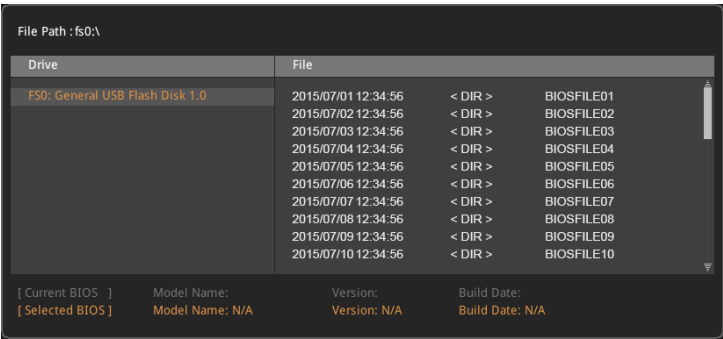 File Path : fs0:\
Drive File
FS0: General USB Flash Disk 1.0
2015/07/01 12:34:56 < DIR > BIOSFILE01
2015/07/02 12:34:56 < DIR > BIOSFILE02
2015/07/03 12:34:56 < DIR > BIOSFILE03
2015/07/04 12:34:56 < DIR > BIOSFILE04
2015/07/05 12:34:56 < DIR > BIOSFILE05
2015/07/06 12:34:56 < DIR > BIOSFILE06
2015/07/07 12:34:56 < DIR > BIOSFILE07
2015/07/08 12:34:56 < DIR > BIOSFILE08
2015/07/09 12:34:56 < DIR > BIOSFILE09
2015/07/10 12:34:56 < DIR > BIOSFILE10
[ Current BIOS ] Model Name: Version: Build Date:
[ Selected BIOS ] Model Name: N/A Version: N/A Build Date: N/A